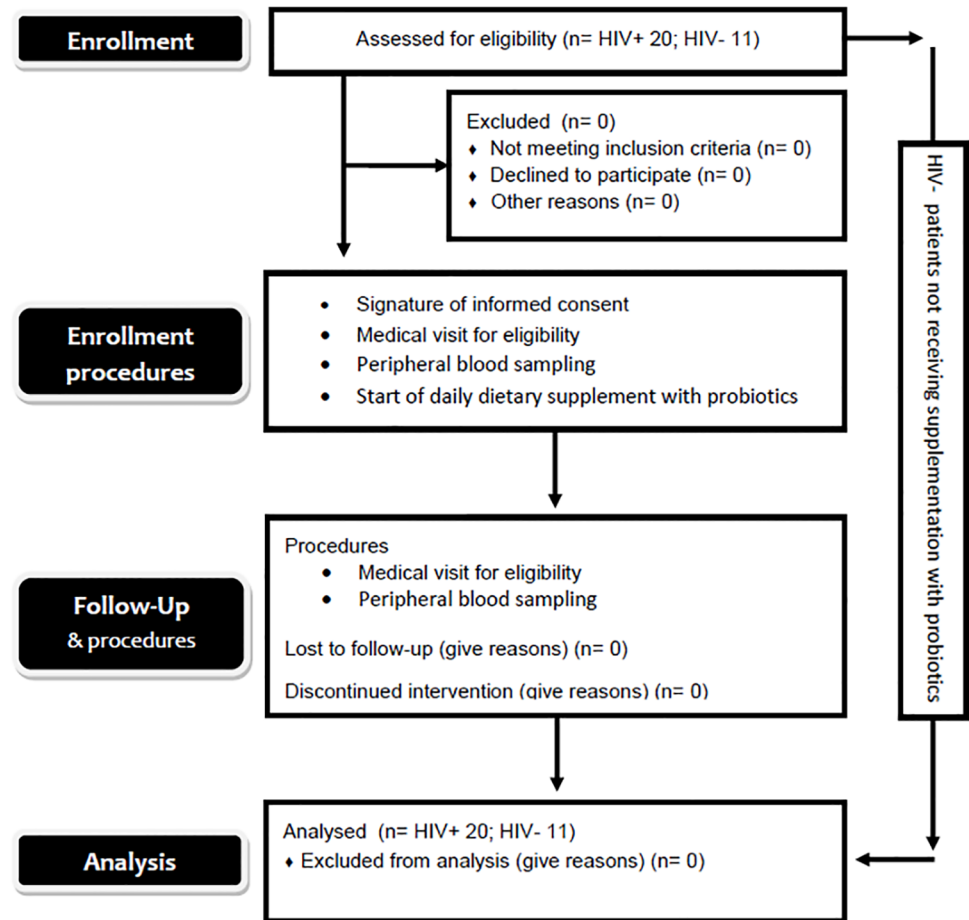 Enrollment
Assessed for eligibility (n= HIV+ 20; HIV- 11)
Excluded (n= 0)
♦ Not meeting inclusion criteria (n= 0)
♦ Declined to participate (n= 0)
♦ Other reasons (n= 0)
HIV- patients not receiving supplementation with probiotics
Enrollment
procedures
• Signature of informed consent
• Medical visit for eligibility
• Peripheral blood sampling
• Start of daily dietary supplement with probiotics
Follow-Up
& procedures
Procedures
• Medical visit for eligibility
• Peripheral blood sampling
Lost to follow-up (give reasons) (n= 0)
Discontinued intervention (give reasons) (n= 0)
Analysis
Analysed (n= HIV+ 20; HIV- 11)
♦ Excluded from analysis (give reasons) (n= 0)